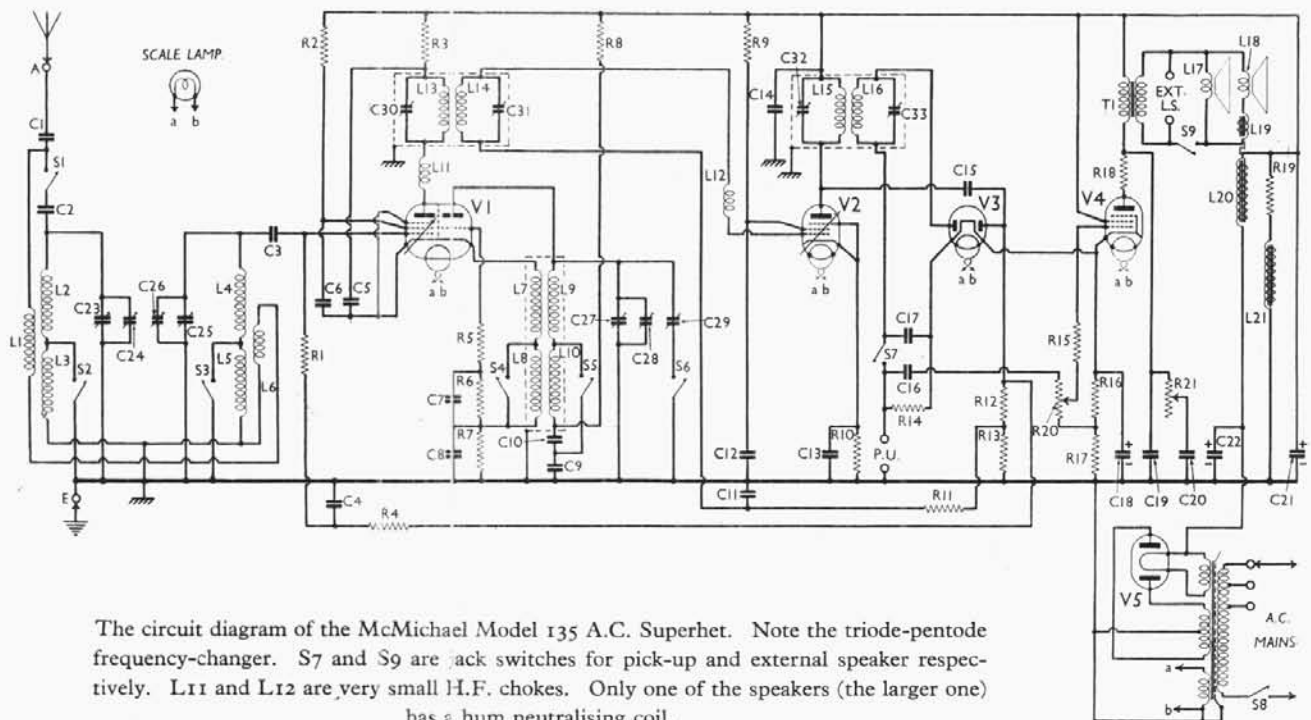 R2
R3
R8
R9
C32
L18
L17
SCALE LAMP.
A
a b
C1
S1
C2
C30
L13
L14
C31
C14
L15
L16
C33
T1
EXT.
L.S.
S9
L19
L11
V1
L12
C15
R18
L20
R19
C3
V2
V3
V4
L21
a b
a b
a b
a b
L2
C23
C26
L4
C6
C5
L7
L9
C27
C29
C17
L1
L3
C24
C25
L5
L6
R1
R5
C28
S7
R15
S2
S3
R6
S4
L8
L10
S5
S6
C16
R12
R20
R16
R21
C7
R7
C8
C10
C9
C12
C13
R10
R14
R13
R17
P.U.
C22
+
-
+
-
+
-
E
C4
R4
C11
R11
C18
C19
C20
C21
V5
A.C.
MAINS
a
b
S8
The circuit diagram of the McMichael Model 135 A.C. Superhet. Note the triode-pentode
frequency-changer. S7 and S9 are jack switches for pick-up and external speaker respec-
tively. L11 and L12 are very small H.F. chokes. Only one of the speakers (the larger one)
has a hum neutralising coil